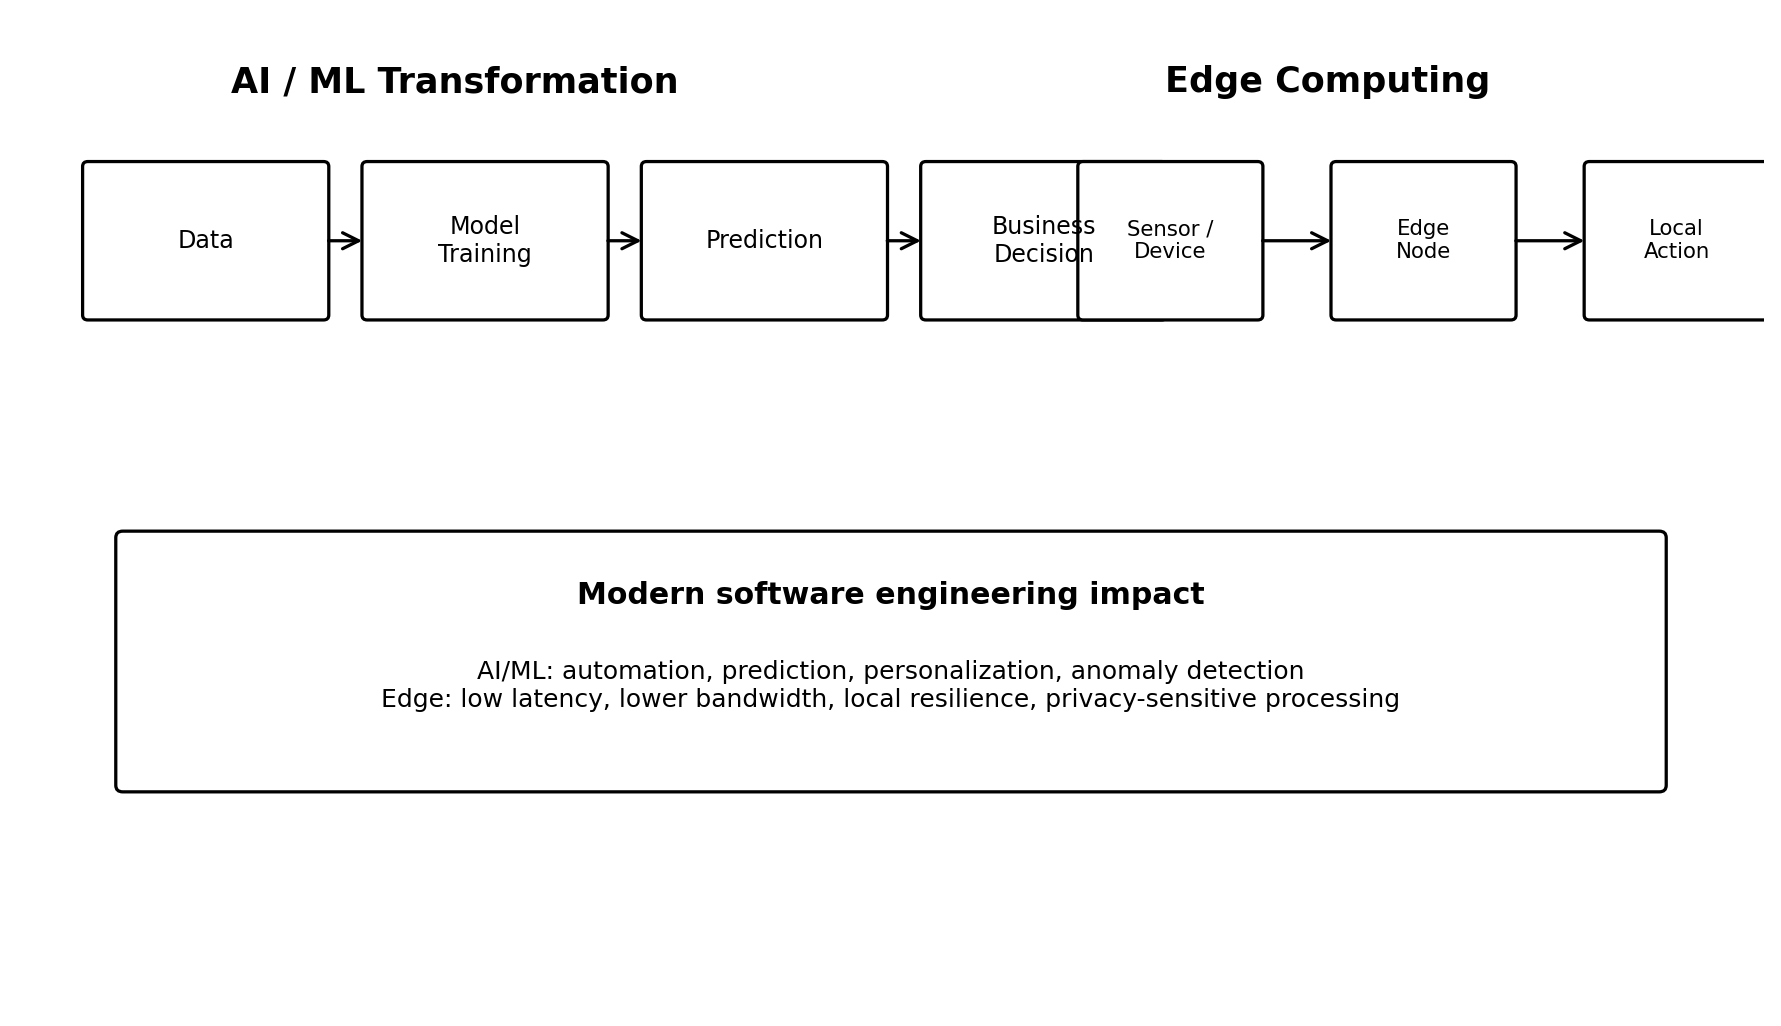 AI / ML Transformation
Edge Computing
Data
Model
Training
Prediction
Business
Decision
Sensor /
Device
Edge
Node
Local
Action
Modern software engineering impact
AI/ML: automation, prediction, personalization, anomaly detection
Edge: low latency, lower bandwidth, local resilience, privacy-sensitive processing